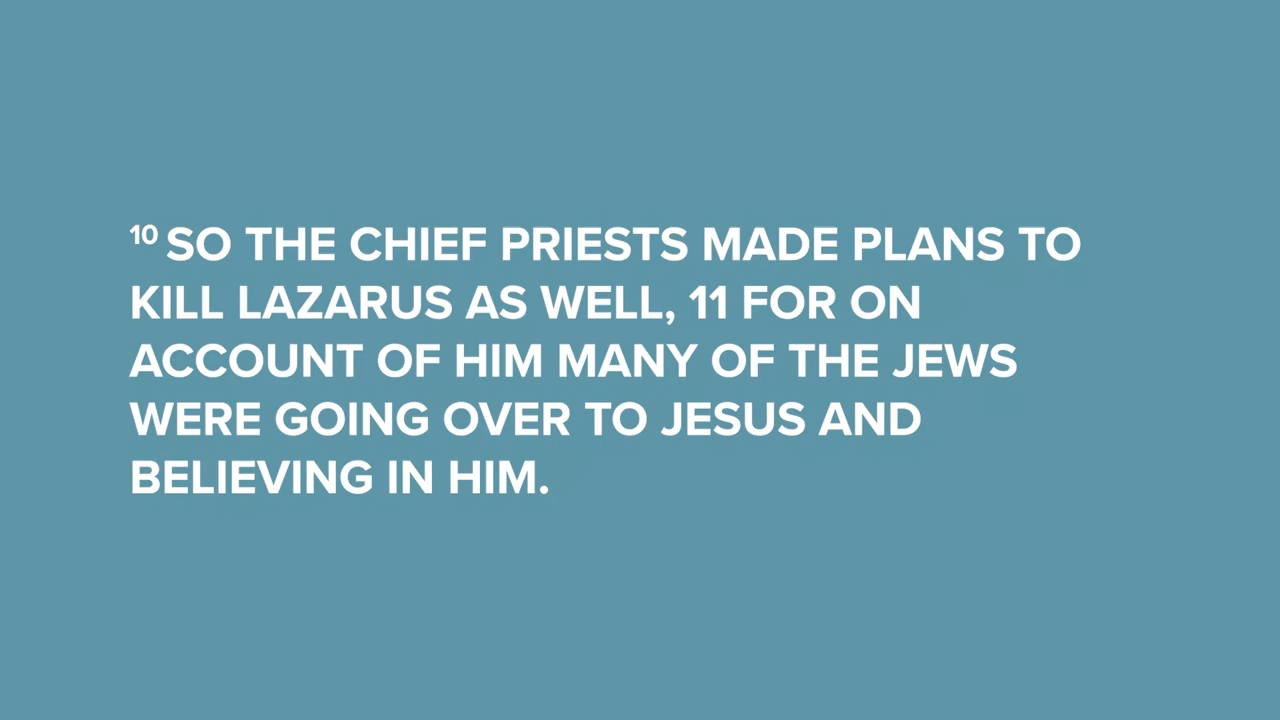 ¹⁰ SO THE CHIEF PRIESTS MADE PLANS TO
KILL LAZARUS AS WELL, 11 FOR ON
ACCOUNT OF HIM MANY OF THE JEWS
WERE GOING OVER TO JESUS AND
BELIEVING IN HIM.